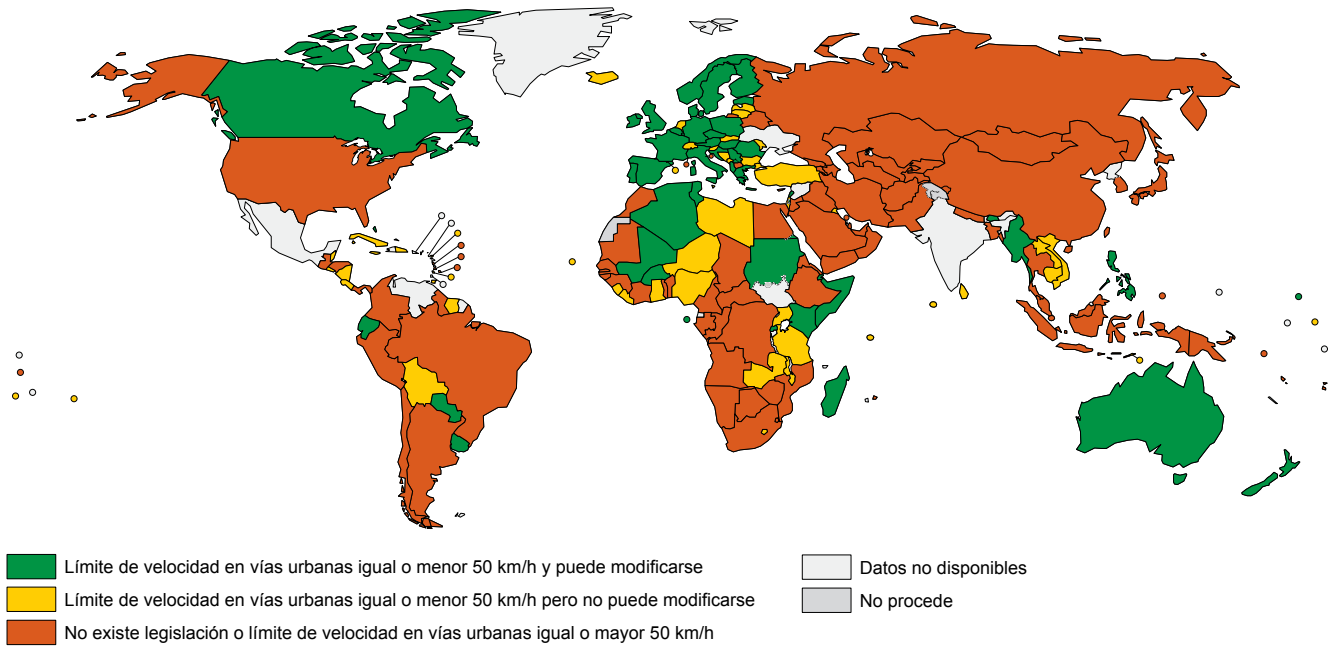 Límite de velocidad en vías urbanas igual o menor 50 km/h y puede modificarse
Límite de velocidad en vías urbanas igual o menor 50 km/h pero no puede modificarse
No existe legislación o límite de velocidad en vías urbanas igual o mayor 50 km/h
Datos no disponibles
No procede